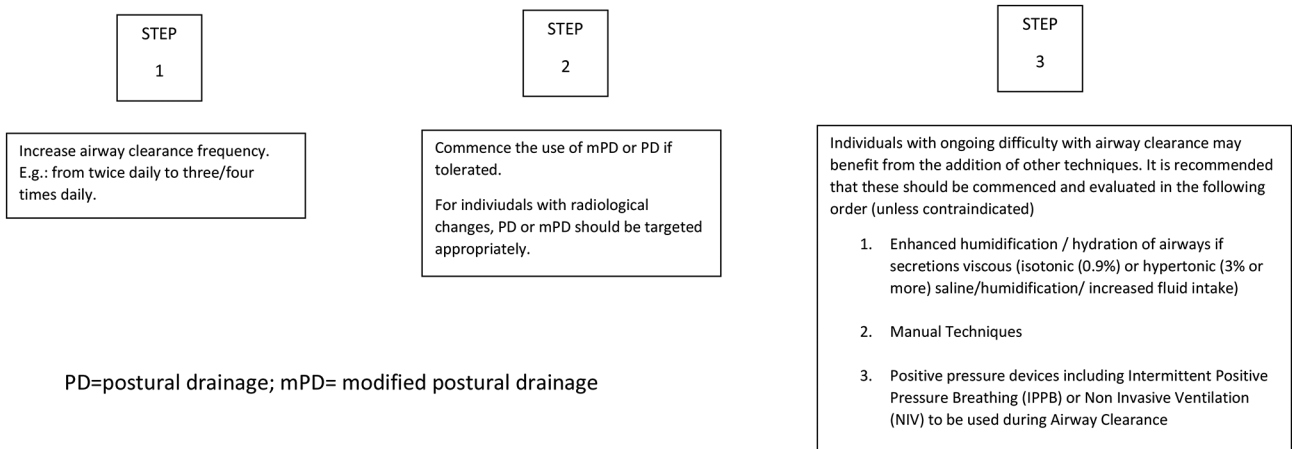 STEP
1
Increase airway clearance frequency.
E.g.: from twice daily to three/four
times daily.
STEP
2
Commence the use of mPD or PD if
tolerated.
For indiviudals with radiological
changes, PD or mPD should be targeted
appropriately.
STEP
3
Individuals with ongoing difficulty with airway clearance may
benefit from the addition of other techniques. It is recommended
that these should be commenced and evaluated in the following
order (unless contraindicated)
1. Enhanced humidification / hydration of airways if
secretions viscous (isotonic (0.9%) or hypertonic (3% or
more) saline/humidification/ increased fluid intake)
2. Manual Techniques
3. Positive pressure devices including Intermittent Positive
Pressure Breathing (IPPB) or Non Invasive Ventilation
(NIV) to be used during Airway Clearance
PD=postural drainage; mPD= modified postural drainage